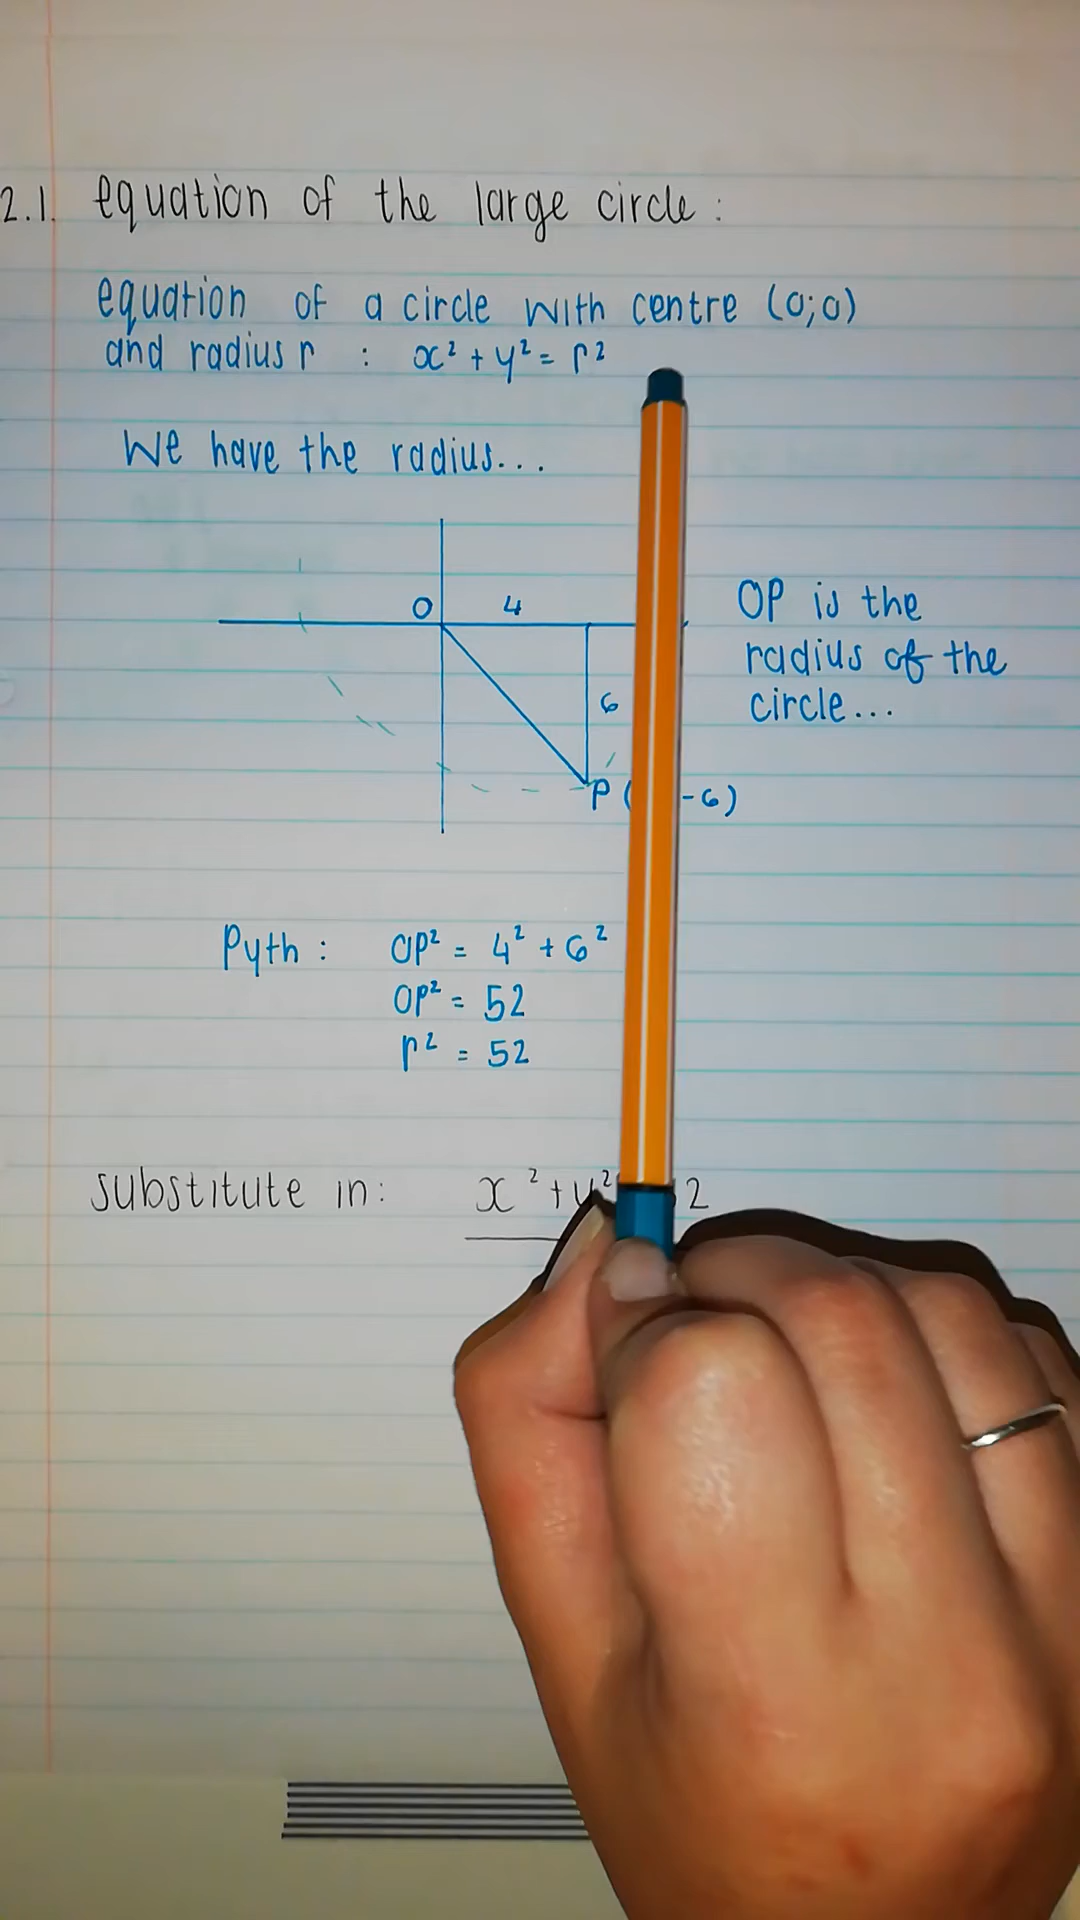 2.1. equation of the large circle:
equation of a circle with centre (0;0)
and radius r : x² + y² = r²
We have the radius...
O 4
6
P ( -6)
OP is the
radius of the
circle...
Pyth: OP² = 4² + 6²
OP² = 52
r² = 52
substitute in: x² + y² 2